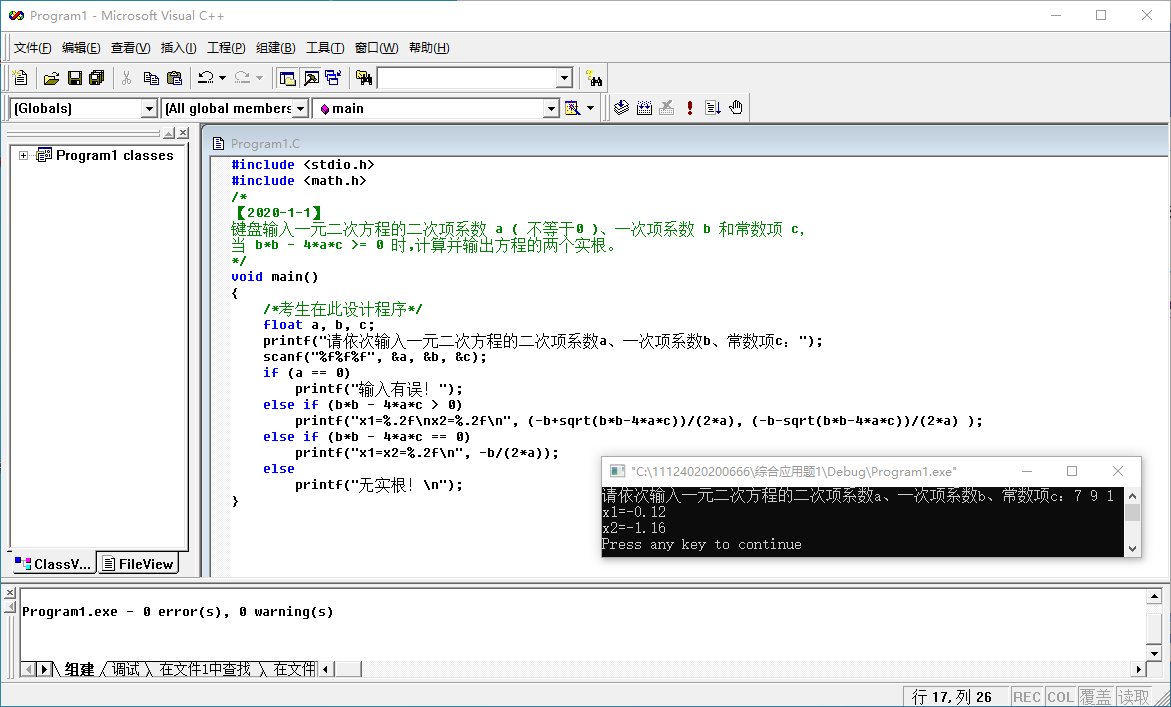 Program1 - Microsoft Visual C++
文件(F) 编辑(E) 查看(V) 插入(I) 工程(P) 组建(B) 工具(T) 窗口(W) 帮助(H)
(Globals) (All global members main
Program1 classes
ClassV... FileView
Program1.C
#include <stdio.h>
#include <math.h>
/*
【2020-1-1】
键盘输入一元二次方程的二次项系数 a ( 不等于0 )、一次项系数 b 和常数项 c,
当 b*b - 4*a*c >= 0 时,计算并输出方程的两个实根。
*/
void main()
{
/*考生在此设计程序*/
float a, b, c;
printf("请依次输入一元二次方程的二次项系数a、一次项系数b、常数项c：");
scanf("%f%f%f", &a, &b, &c);
if (a == 0)
printf("输入有误！");
else if (b*b - 4*a*c > 0)
printf("x1=%.2f\nx2=%.2f\n", (-b+sqrt(b*b-4*a*c))/(2*a), (-b-sqrt(b*b-4*a*c))/(2*a) );
else if (b*b - 4*a*c == 0)
printf("x1=x2=%.2f\n", -b/(2*a));
else
printf("无实根！\n");
}
"C:\11124020200666\综合应用题1\Debug\Program1.exe"
请依次输入一元二次方程的二次项系数a、一次项系数b、常数项c：7 9 1
x1=-0.12
x2=-1.16
Press any key to continue
Program1.exe - 0 error(s), 0 warning(s)
组建 调试 在文件1中查找 在文件
行 17,列 26 REC COL 覆盖 读取